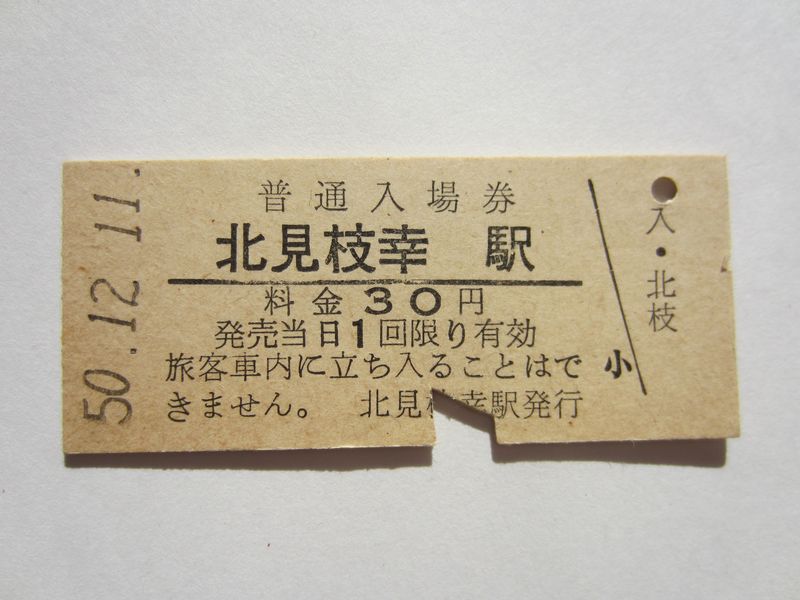 50.12.11.
普通入場券
北見枝幸 駅
料金30円
発売当日1回限り有効
旅客車内に立ち入ることはで
きません。 北見枝幸駅発行
小
入・北枝